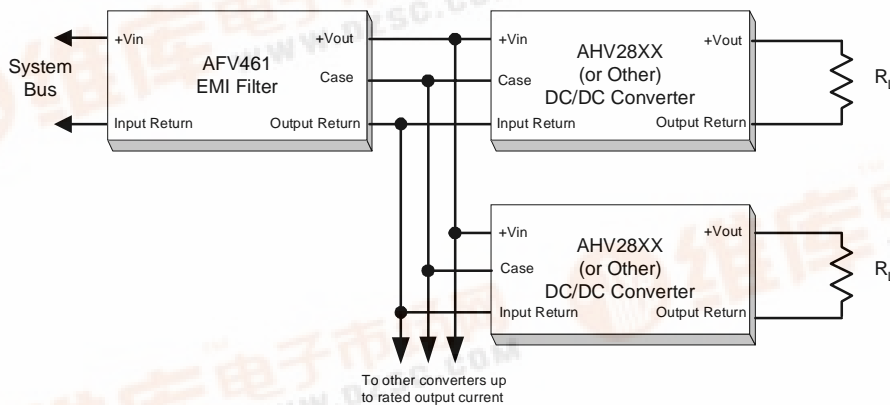 System
Bus
+Vin
Input Return
AFV461
EMI Filter
+Vout
Case
Output Return
+Vin
Case
Input Return
AHV28XX
(or Other)
DC/DC Converter
+Vout
Output Return
+Vin
Case
Input Return
AHV28XX
(or Other)
DC/DC Converter
+Vout
Output Return
To other converters up
to rated output current